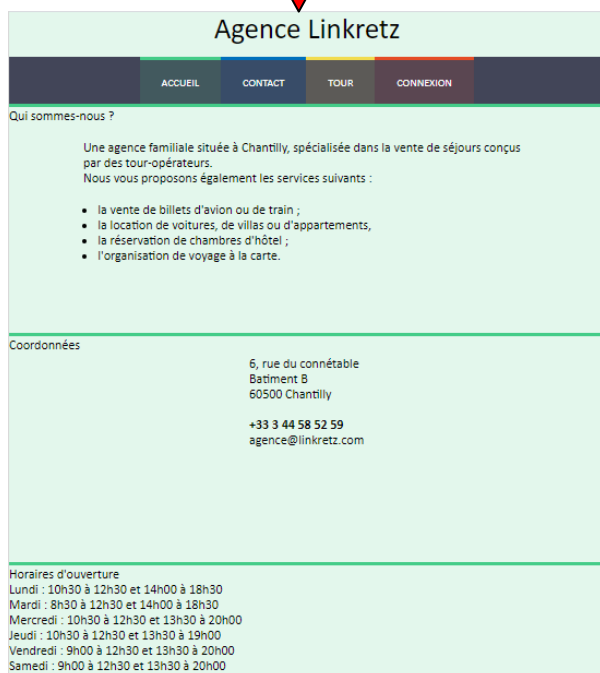 Agence Linkretz
ACCUEIL CONTACT TOUR CONNEXION
Qui sommes-nous ?
Une agence familiale située à Chantilly, spécialisée dans la vente de séjours conçus
par des tour-opérateurs.
Nous vous proposons également les services suivants :
• la vente de billets d'avion ou de train ;
• la location de voitures, de villas ou d'appartements,
• la réservation de chambres d'hôtel ;
• l'organisation de voyage à la carte.
Coordonnées
6, rue du connétable
Batiment B
60500 Chantilly
+33 3 44 58 52 59
agence@linkretz.com
Horaires d'ouverture
Lundi : 10h30 à 12h30 et 14h00 à 18h30
Mardi : 8h30 à 12h30 et 14h00 à 18h30
Mercredi : 10h30 à 12h30 et 13h30 à 20h00
Jeudi : 10h30 à 12h30 et 13h30 à 19h00
Vendredi : 9h00 à 12h30 et 13h30 à 20h00
Samedi : 9h00 à 12h30 et 13h30 à 20h00